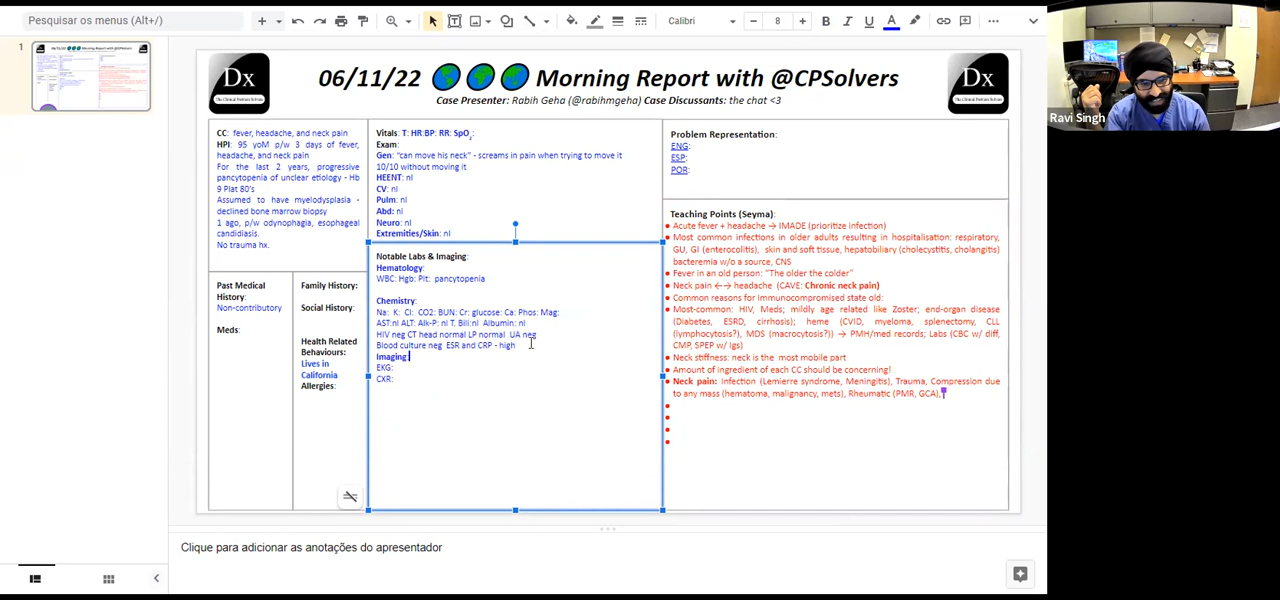 Pesquisar os menus (Alt+/)
Calibri
8
B I U A
1
Dx
The Clinical Problem Solvers
06/11/22 Morning Report with @CPSolvers
Case Presenter: Rabih Geha (@rabihmgeha) Case Discussants: the chat <3
Dx
The Clinical Problem Solvers
CC: fever, headache, and neck pain
HPI: 95 yoM p/w 3 days of fever,
headache, and neck pain
For the last 2 years, progressive
pancytopenia of unclear etiology - Hb
9 Plat 80's
Assumed to have myelodysplasia -
declined bone marrow biopsy
1 ago, p/w odynophagia, esophageal
candidiasis.
No trauma hx.
Past Medical
History:
Non-contributory
Meds:
Family History:
Social History:
Health Related
Behaviours:
Lives in
California
Allergies:
Vitals: T: HR:BP: RR: SpO2:
Exam:
Gen: "can move his neck" - screams in pain when trying to move it
10/10 without moving it
HEENT: nl
CV: nl
Pulm: nl
Abd: nl
Neuro: nl
Extremities/Skin: nl
Notable Labs & Imaging:
Hematology:
WBC: Hgb: Plt: pancytopenia
Chemistry:
Na: K: Cl: CO2: BUN: Cr: glucose: Ca: Phos: Mag:
AST:nl ALT: Alk-P: nl T. Bili:nl Albumin: nl
HIV neg CT head normal LP normal UA neg
Blood culture neg ESR and CRP - high
Imaging:
EKG:
CXR:
Problem Representation:
ENG:
ESP:
POR:
Teaching Points (Seyma):
Acute fever + headache → IMADE (prioritize infection)
Most common infections in older adults resulting in hospitalisation: respiratory,
GU, GI (enterocolitis), skin and soft tissue, hepatobiliary (cholecystitis, cholangitis)
bacteremia w/o a source, CNS
Fever in an old person: "The older the colder"
Neck pain ←→ headache (CAVE: Chronic neck pain)
Common reasons for Immunocompromised state old:
Most-common: HIV, Meds; mildly age related like Zoster; end-organ disease
(Diabetes, ESRD, cirrhosis); heme (CVID, myeloma, splenectomy, CLL
(lymphocytosis?), MDS (macrocytosis?) → PMH/med records; Labs (CBC w/ diff,
CMP, SPEP w/ Igs)
Neck stiffness: neck is the most mobile part
Amount of ingredient of each CC should be concerning!
Neck pain: Infection (Lemierre syndrome, Meningitis), Trauma, Compression due
to any mass (hematoma, malignancy, mets), Rheumatic (PMR, GCA),
Clique para adicionar as anotações do apresentador
Ravi Singh